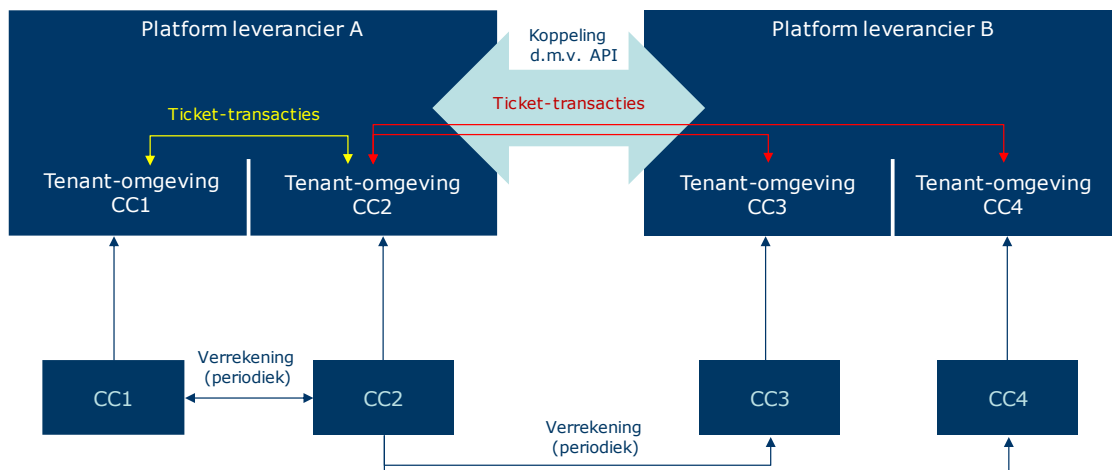 Platform leverancier A
Koppeling
d.m.v. API
Platform leverancier B
Ticket-transacties
Ticket-transacties
Tenant-omgeving
CC1
Tenant-omgeving
CC2
Tenant-omgeving
CC3
Tenant-omgeving
CC4
Verrekening
(periodiek)
CC1
CC2
CC3
CC4
Verrekening
(periodiek)